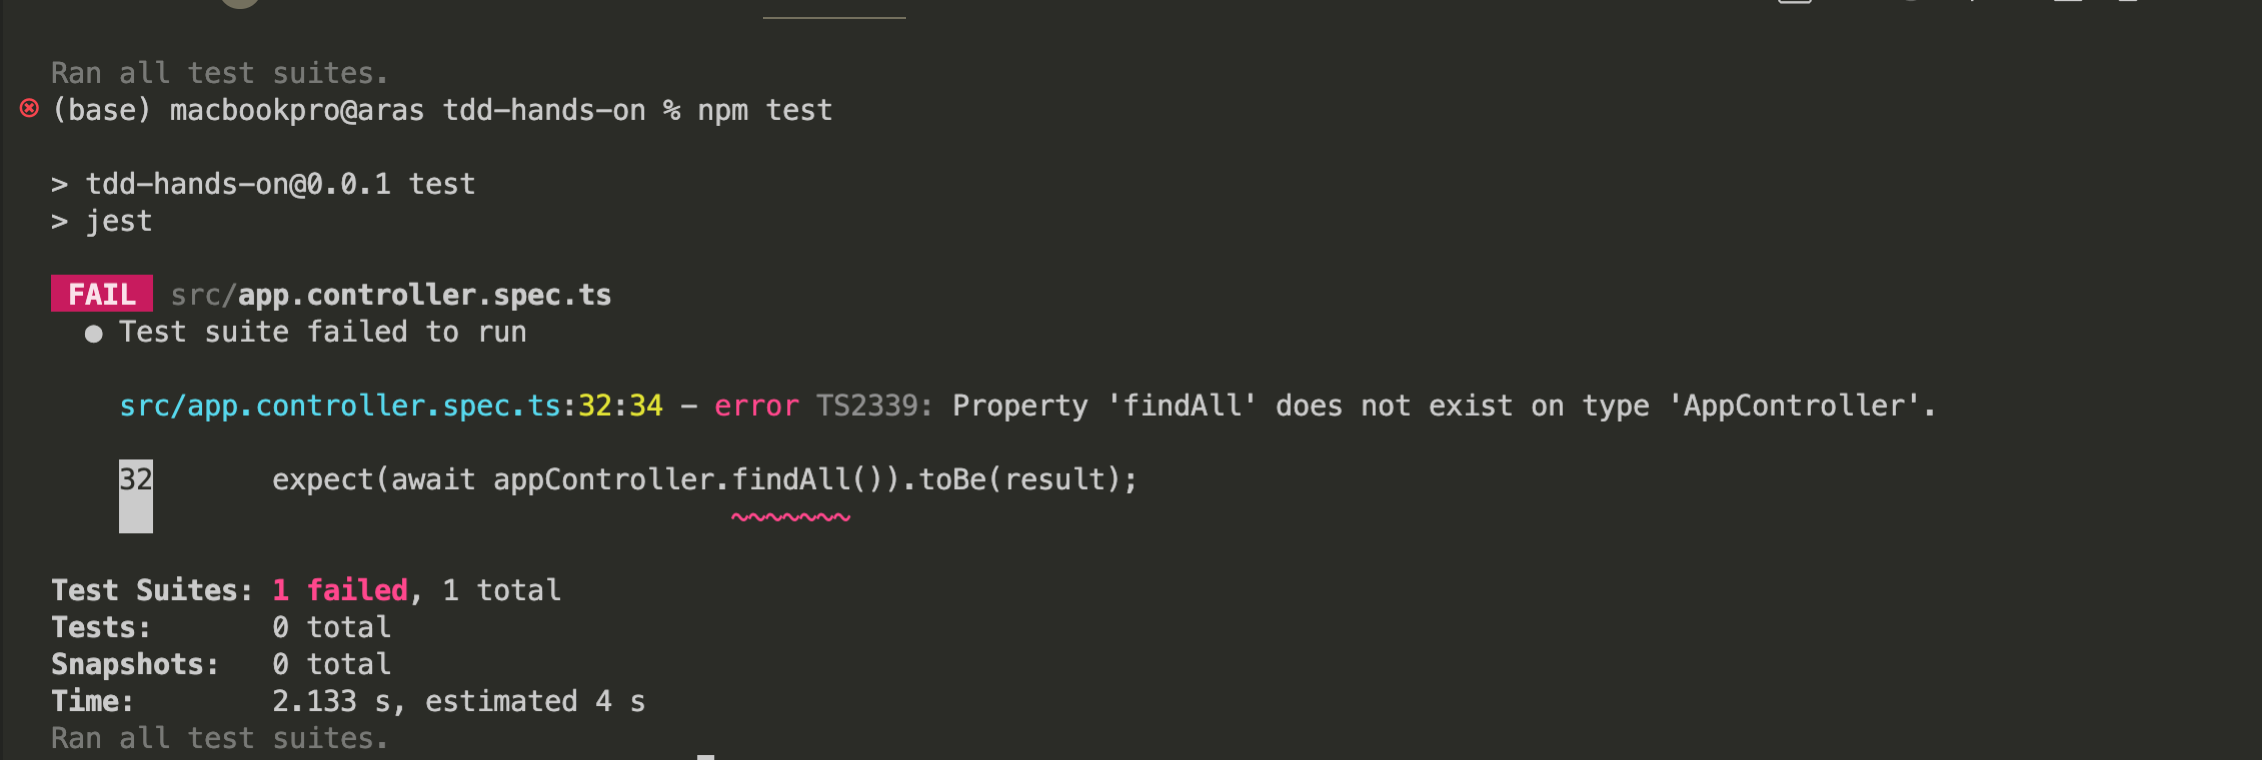 Ran all test suites.
(base) macbookpro@aras tdd-hands-on % npm test
> tdd-hands-on@0.0.1 test
> jest
FAIL src/app.controller.spec.ts
● Test suite failed to run
src/app.controller.spec.ts:32:34 - error TS2339: Property 'findAll' does not exist on type 'AppController'.
32 expect(await appController.findAll()).toBe(result);
~~~~~~~
Test Suites: 1 failed, 1 total
Tests: 0 total
Snapshots: 0 total
Time: 2.133 s, estimated 4 s
Ran all test suites.